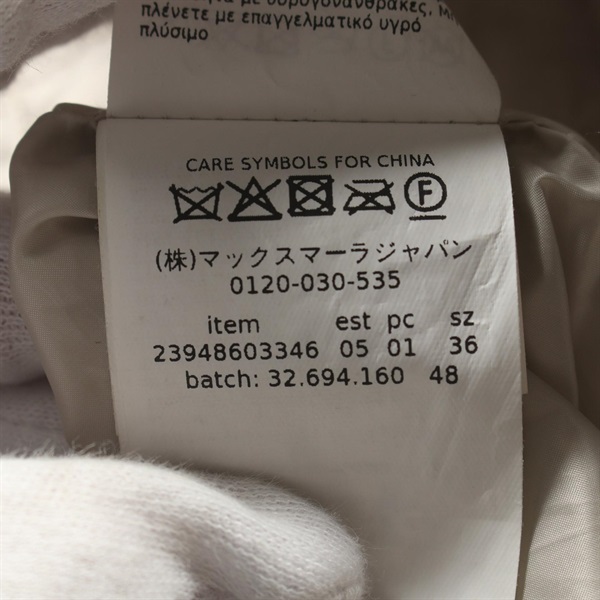 με υδρογονάνθρακες,
πλένετε με επαγγελματικό υγρό
πλύσιμο
CARE SYMBOLS FOR CHINA
F
(株)マックスマーラジャパン
0120-030-535
item est pc sz
23948603346 05 01 36
batch: 32.694.160 48